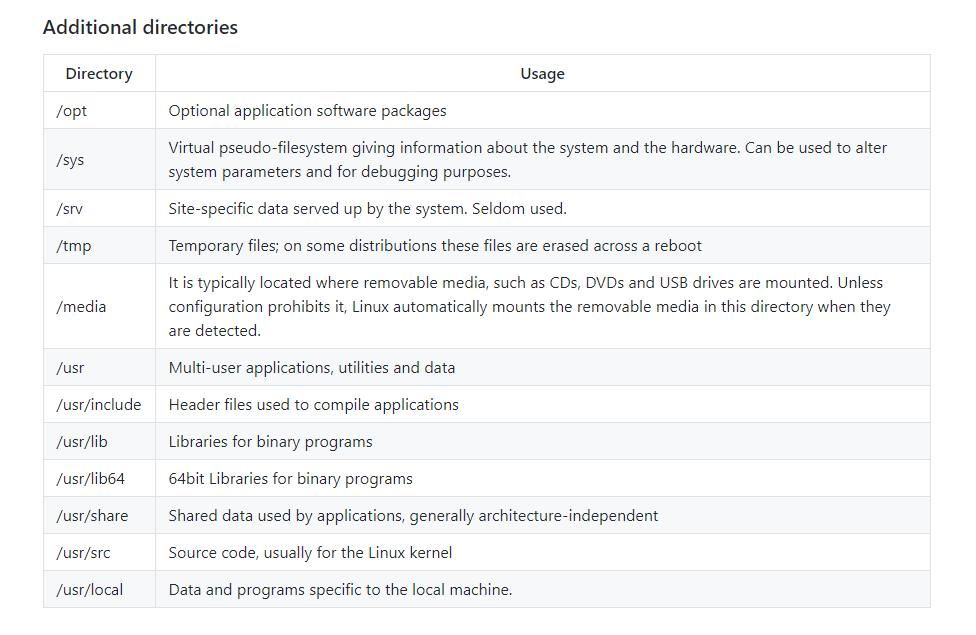 Additional directories
Directory Usage
/opt Optional application software packages
/sys Virtual pseudo-filesystem giving information about the system and the hardware. Can be used to alter
system parameters and for debugging purposes.
/srv Site-specific data served up by the system. Seldom used.
/tmp Temporary files; on some distributions these files are erased across a reboot
/media It is typically located where removable media, such as CDs, DVDs and USB drives are mounted. Unless
configuration prohibits it, Linux automatically mounts the removable media in this directory when they
are detected.
/usr Multi-user applications, utilities and data
/usr/include Header files used to compile applications
/usr/lib Libraries for binary programs
/usr/lib64 64bit Libraries for binary programs
/usr/share Shared data used by applications, generally architecture-independent
/usr/src Source code, usually for the Linux kernel
/usr/local Data and programs specific to the local machine.